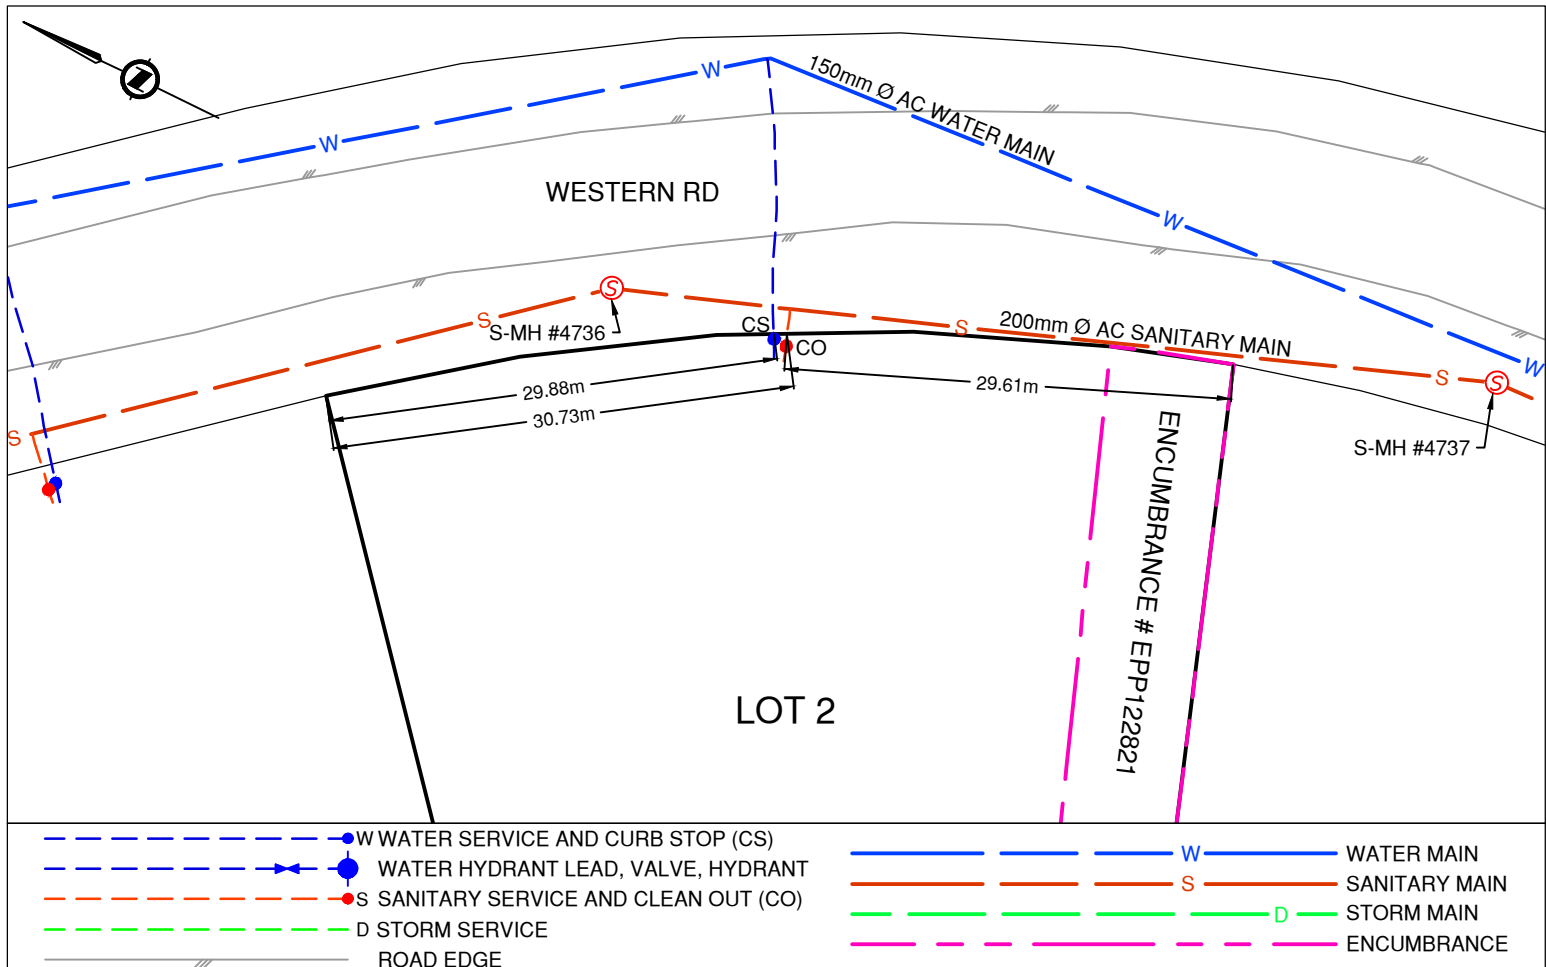 W
150mm Ø AC WATER MAIN
W
WESTERN RD
W
S
S
S-MH #4736
CS
CO
S
200mm Ø AC SANITARY MAIN
W
29.88m
29.61m
S
S
30.73m
S
S-MH #4737
ENCUMBRANCE # EPP122821
LOT 2
W WATER SERVICE AND CURB STOP (CS)
WATER HYDRANT LEAD, VALVE, HYDRANT
S SANITARY SERVICE AND CLEAN OUT (CO)
D STORM SERVICE
ROAD EDGE
W WATER MAIN
S SANITARY MAIN
D STORM MAIN
ENCUMBRANCE